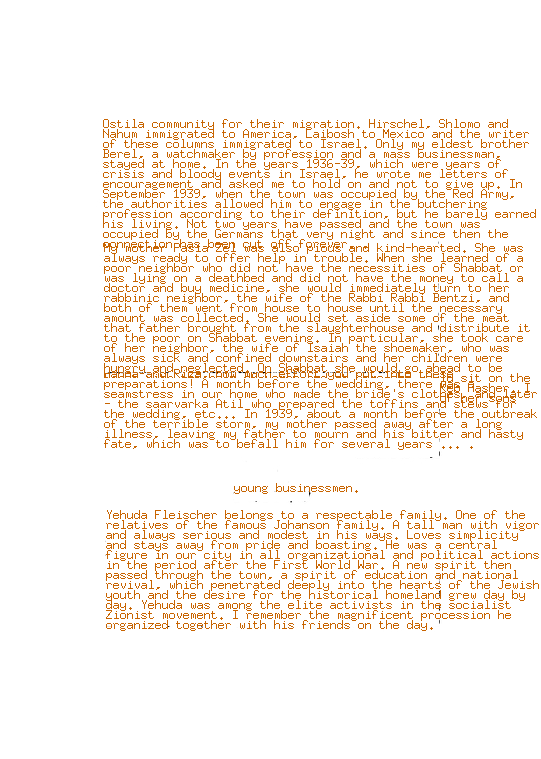 Ostila community for their migration. Hirschel, Shlomo and
Nahum immigrated to America, Laibosh to Mexico and the writer
of these columns immigrated to Israel. Only my eldest brother
Berel, a watchmaker by profession and a mass businessman,
stayed at home. In the years 1936-39, which were years of
crisis and bloody events in Israel, he wrote me letters of
encouragement and asked me to hold on and not to give up. In
September 1939, when the town was occupied by the Red Army,
the authorities allowed him to engage in the butchering
profession according to their definition, but he barely earned
his living. Not two years have passed and the town was
occupied by the Germans that very night and since then the
connection has been cut off forever
My mother Pasia Zel was also pious and kind-hearted. She was
always ready to offer help in trouble. When she learned of a
poor neighbor who did not have the necessities of Shabbat or
was lying on a deathbed and did not have the money to call a
doctor and buy medicine, she would immediately turn to her
rabbinic neighbor, the wife of the Rabbi Rabbi Bentzi, and
both of them went from house to house until the necessary
amount was collected. She would set aside some of the meat
that father brought from the slaughterhouse and distribute it
to the poor on Shabbat evening. In particular, she took care
of her neighbor, the wife of Isaiah the shoemaker, who was
always sick and confined downstairs and her children were
hungry and neglected. On Shabbat she would go ahead to be
how much effort you put into these
sit on the
preparations! A month before the wedding, there was a
seamstress in our home who made the bride's clothes, and later
- the saarvarka Htil who prepared the toffins and stews for
the wedding, etc... In 1939, about a month before the outbreak
of the terrible storm, my mother passed away after a long
illness, leaving my father to mourn and his bitter and hasty
fate, which was to befall him for several years ... .
young businessmen.
Yehuda Fleischer belongs to a respectable family. One of the
relatives of the famous Johanson family. A tall man with vigor
and always serious and modest in his ways. Loves simplicity
and stays away from pride and boasting. He was a central
figure in our city in all organizational and political actions
in the period after the First World War. A new spirit then
passed through the town, a spirit of education and national
revival, which penetrated deeply into the hearts of the Jewish
youth and the desire for the historical homeland grew day by
day. Yehuda was among the elite activists in the socialist
Zionist movement. I remember the magnificent procession he
organized together with his friends on the day.